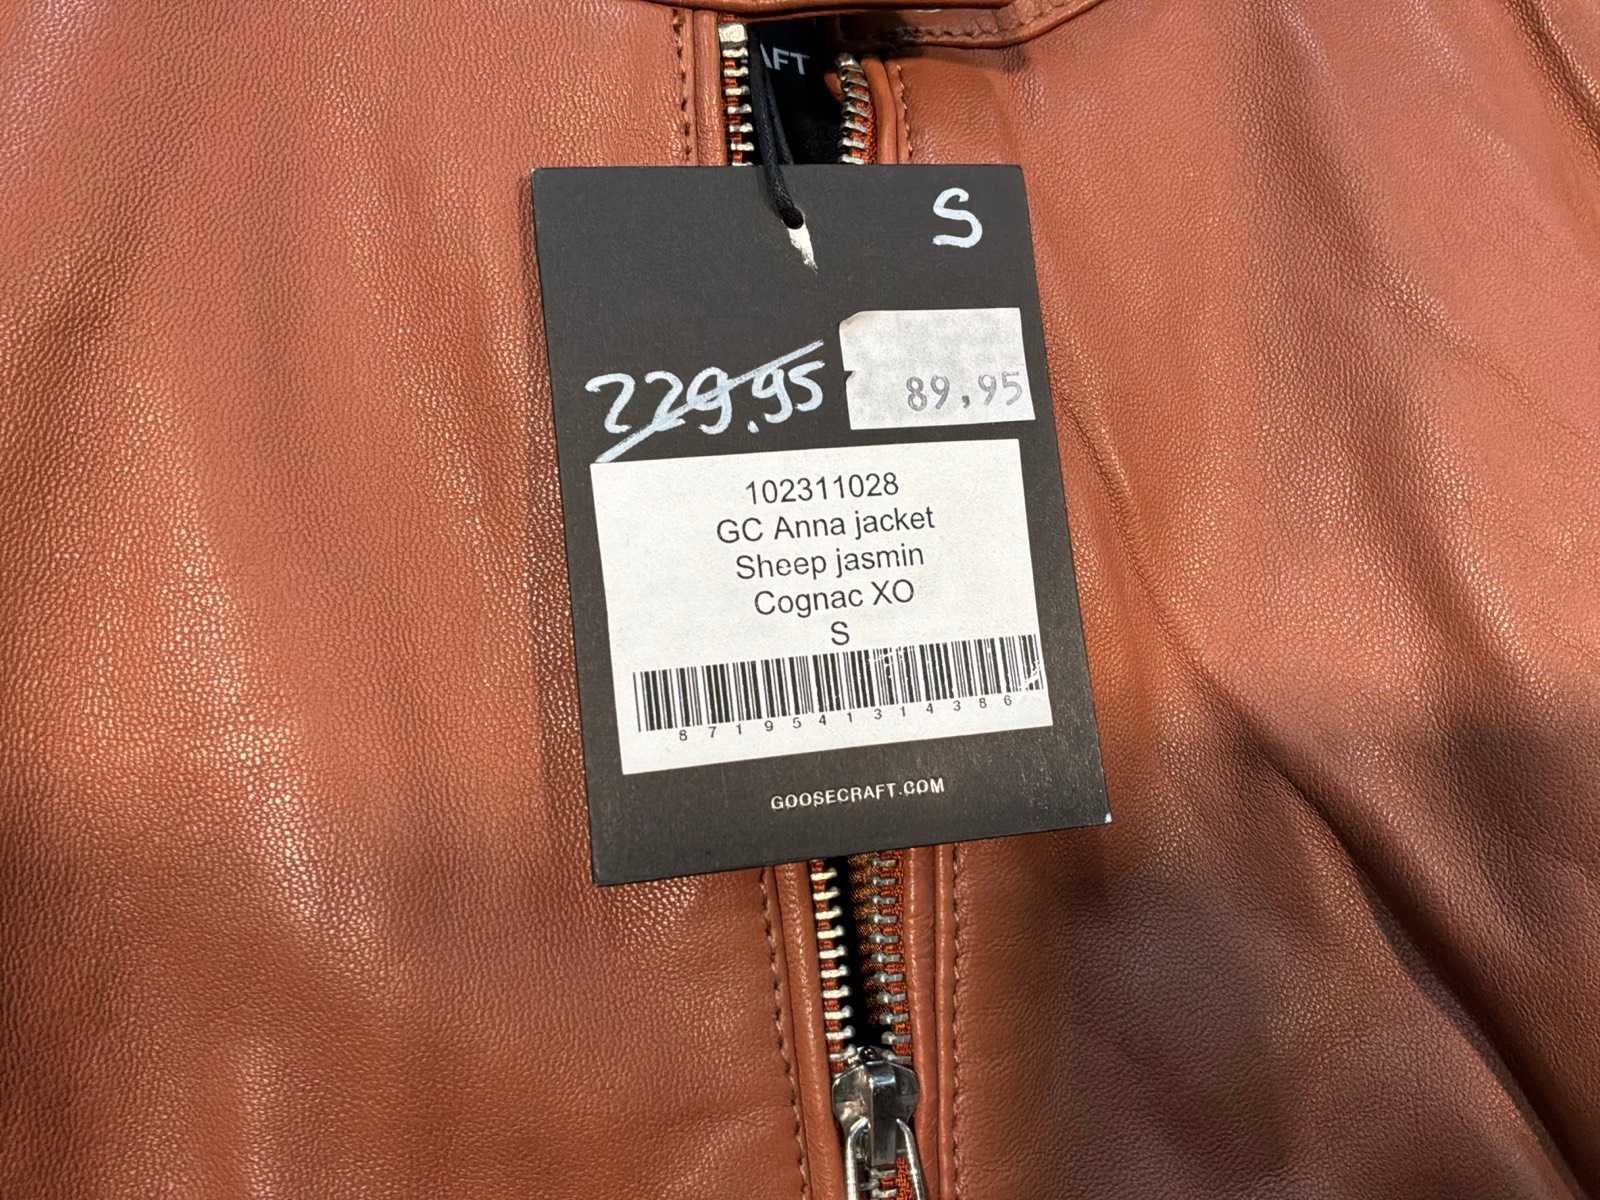 AFT
S
229.95
89,95
102311028
GC Anna jacket
Sheep jasmin
Cognac XO
S
8719541314386
GOOSECRAFT.COM